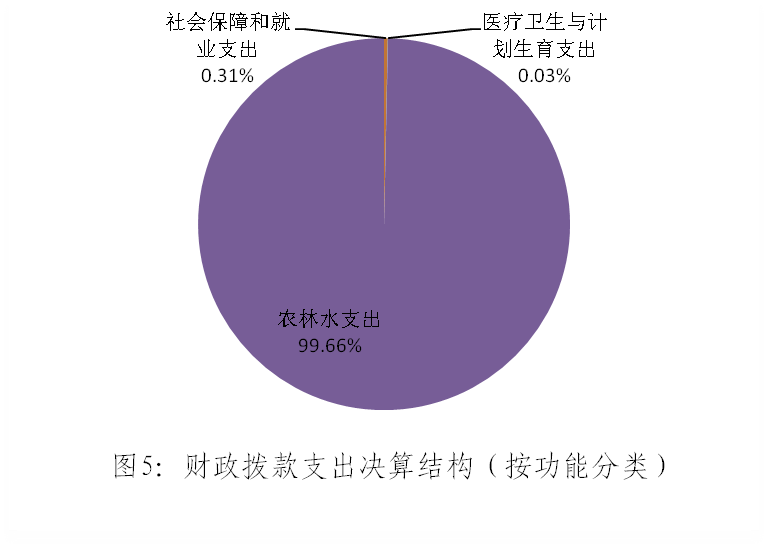 社会保障和就
业支出
0.31%
医疗卫生与计
划生育支出
0.03%
农林水支出
99.66%
图5：财政拨款支出决算结构（按功能分类）